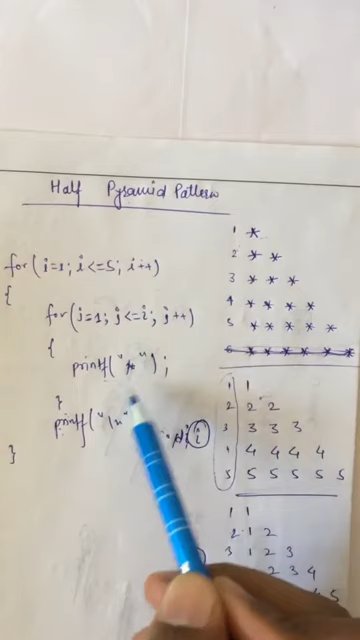 Half Pyramid Pattern
for(i=1; i<=5; i++)
{
for(j=1; j<=i; j++)
{
printf("*");
}
printf("\n"
}
1 *
2 * *
3 * * *
4 * * * *
5 * * * * *
6 * * * * * *
1 1
2 2 2
3 3 3 3
4 4 4 4 4
5 5 5 5 5 5
1 1
2 1 2
3 1 2 3
2 3 4
5